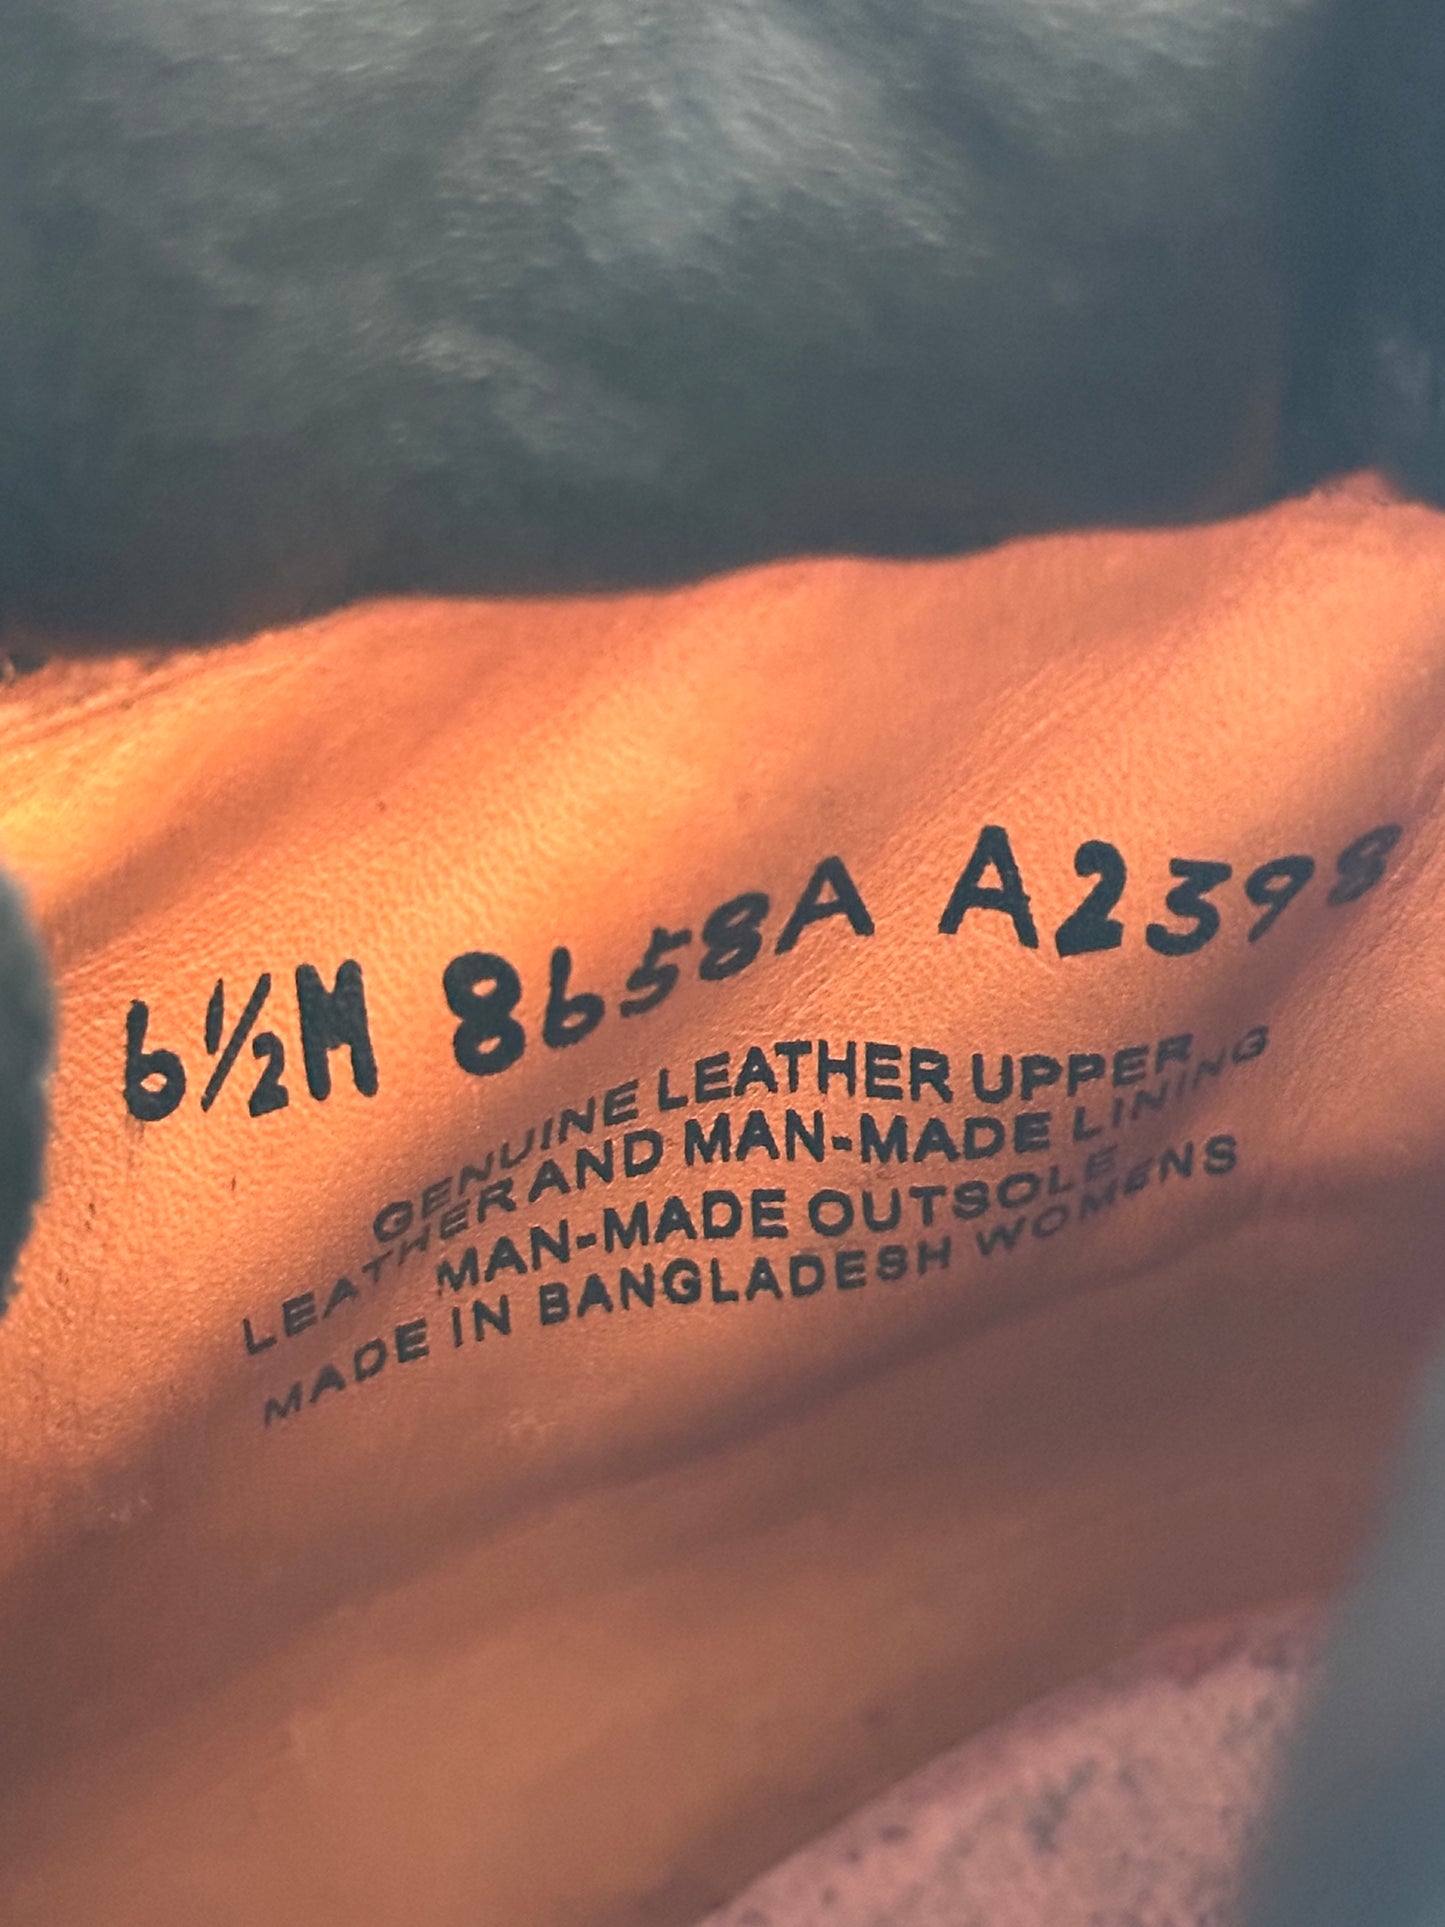 6½M 8658A A2398
GENUINE LEATHER UPPER
LEATHER AND MAN-MADE LINING
MAN-MADE OUTSOLE
MADE IN BANGLADESH WOMENS